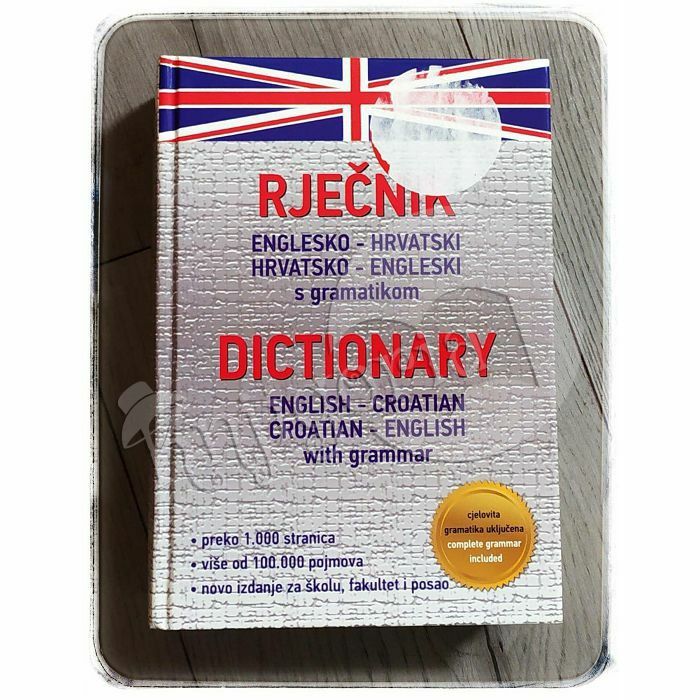 RJEČNIK
ENGLESKO - HRVATSKI
HRVATSKO - ENGLESKI
s gramatikom
DICTIONARY
ENGLISH - CROATIAN
CROATIAN - ENGLISH
with grammar
cjelovita
gramatika uključena
complete grammar
included
• preko 1.000 stranica
• više od 100.000 pojmova
• novo izdanje za školu, fakultet i posao